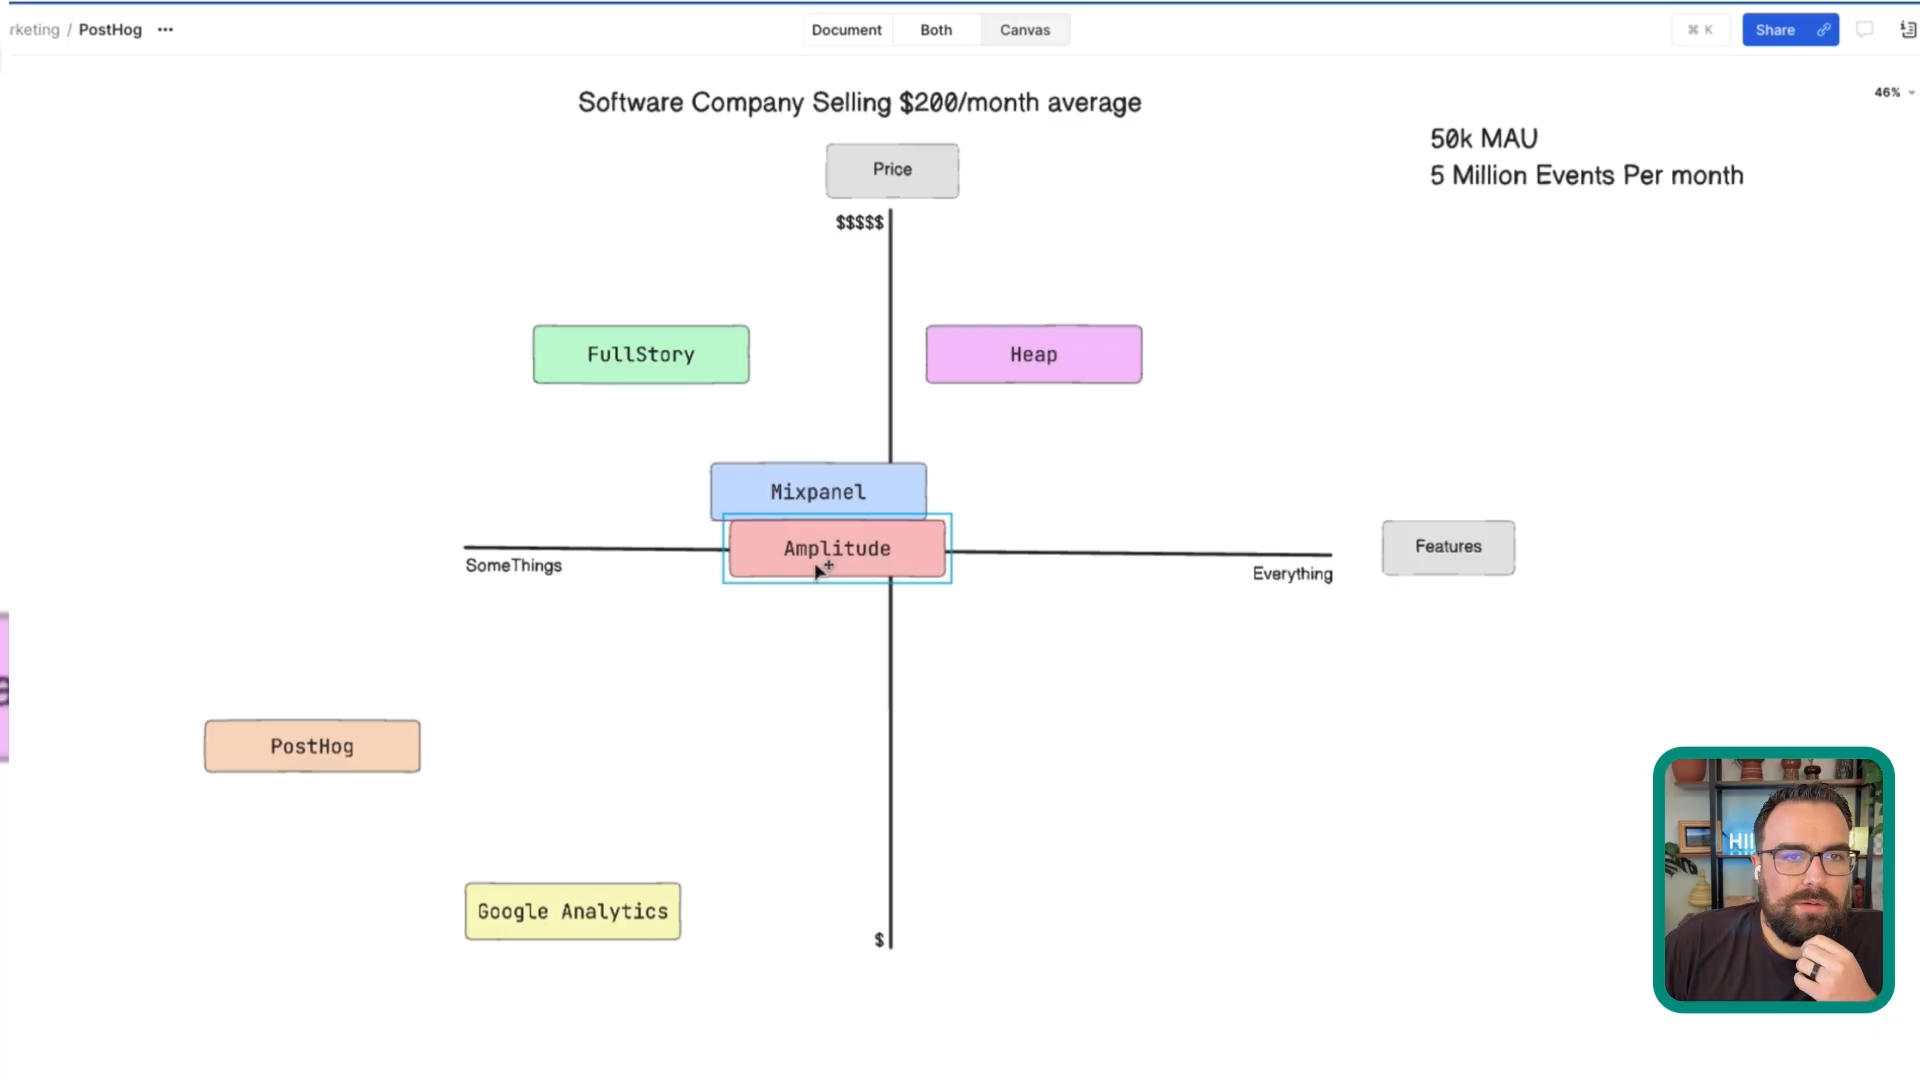 rketing / PostHog ...
Document Both Canvas
⌘ K
Share
46%
Software Company Selling $200/month average
50k MAU
5 Million Events Per month
Price
$$$$$
FullStory
Heap
Mixpanel
Amplitude
SomeThings
Everything
Features
PostHog
Google Analytics
$
HI